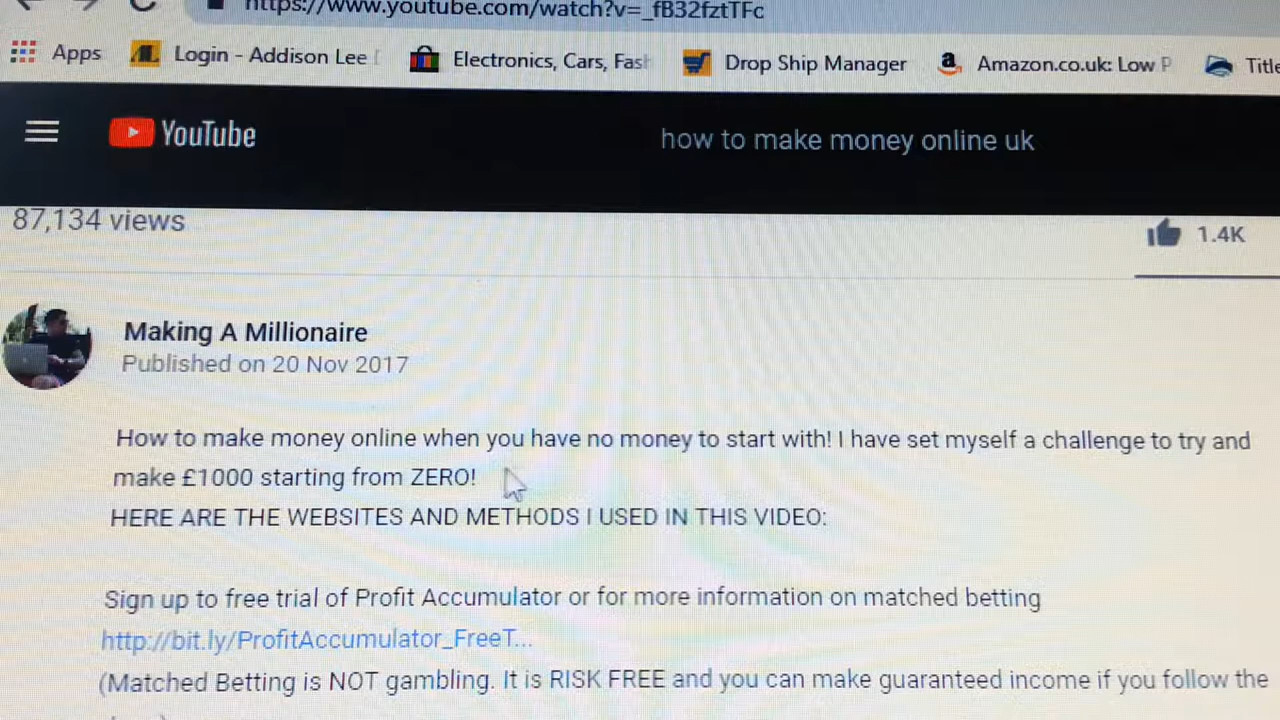 https://www.youtube.com/watch?v=_fB32fztTFc
Apps Login - Addison Lee Electronics, Cars, Fas Drop Ship Manager Amazon.co.uk: Low P Title
YouTube how to make money online uk
87,134 views 1.4K
Making A Millionaire
Published on 20 Nov 2017
How to make money online when you have no money to start with! I have set myself a challenge to try and
make £1000 starting from ZERO!
HERE ARE THE WEBSITES AND METHODS I USED IN THIS VIDEO:
Sign up to free trial of Profit Accumulator or for more information on matched betting
http://bit.ly/ProfitAccumulator_FreeT...
(Matched Betting is NOT gambling. It is RISK FREE and you can make guaranteed income if you follow the